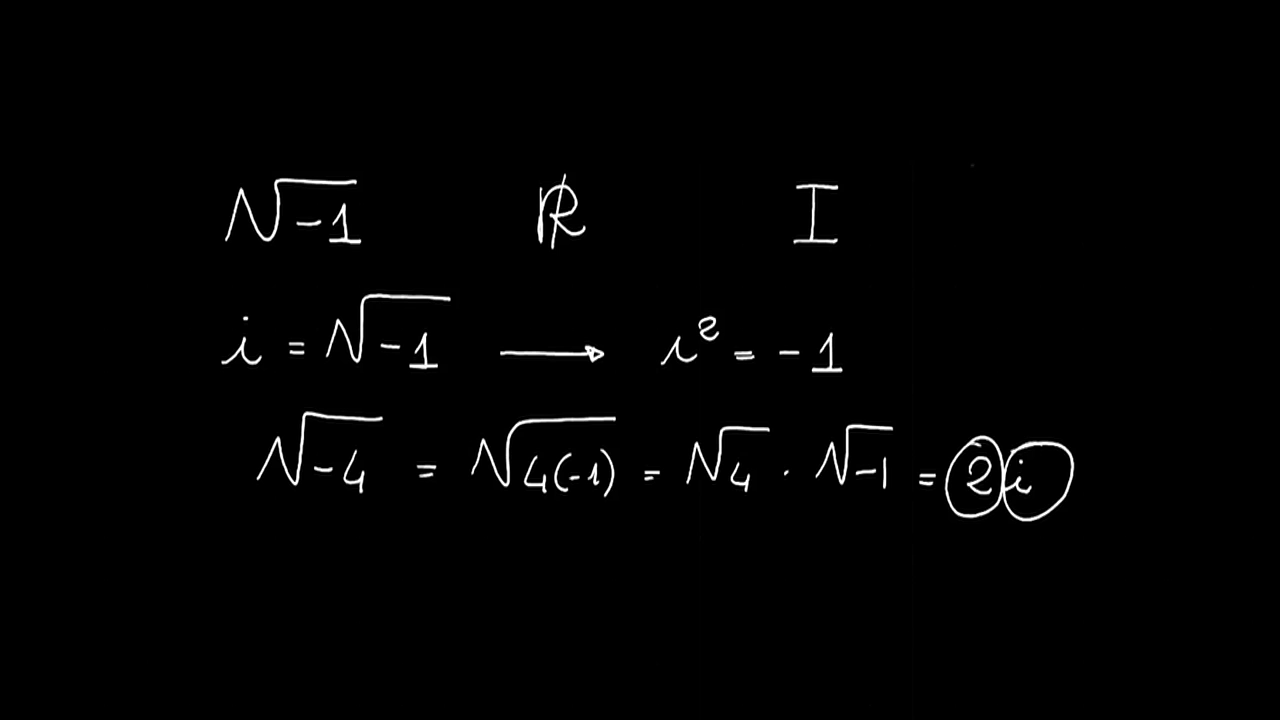 √-1 ℝ I
i = √-1 → i² = -1
√-4 = √4(-1) = √4 · √-1 = 2i